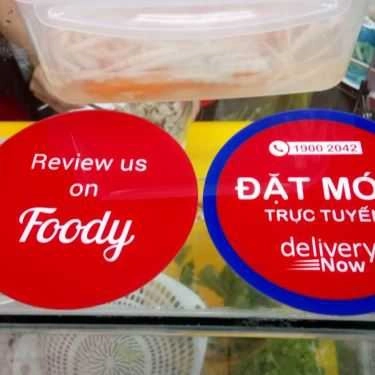 Review us
on
Foody
1900 2042
ĐẶT MÓ
TRỰC TUYẾ
delivery
Now